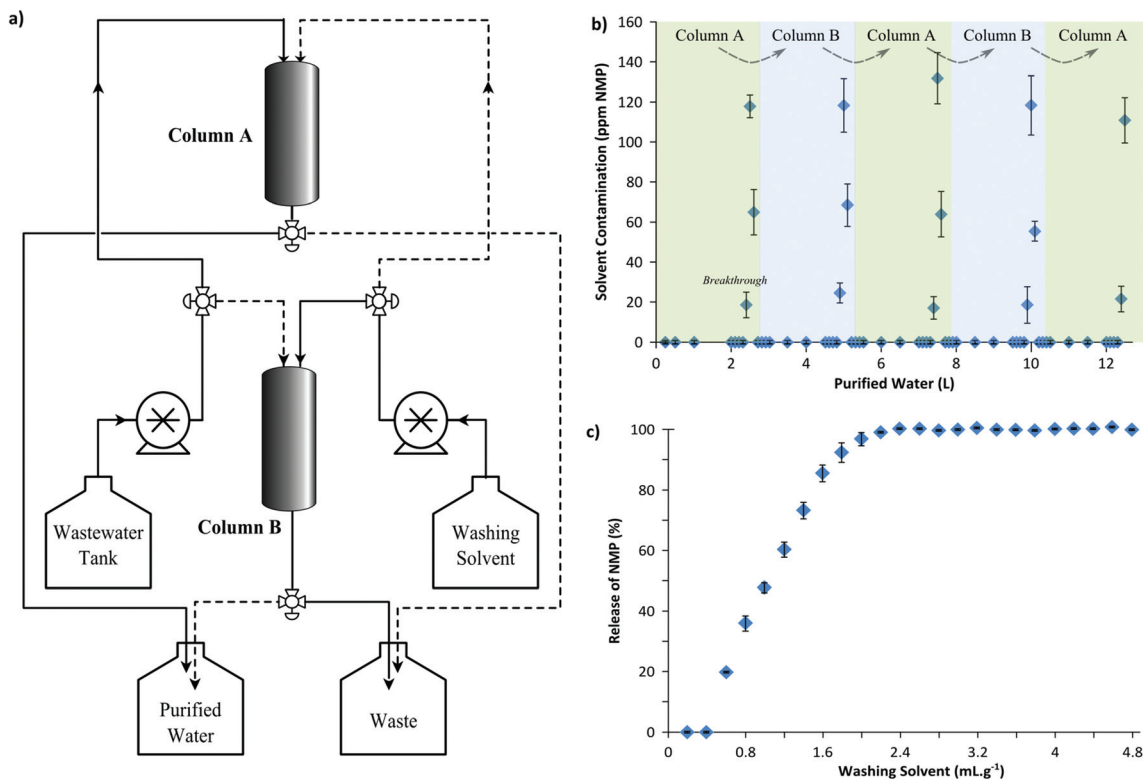 a)
Column A
Column B
Wastewater
Tank
Washing
Solvent
Purified
Water
Waste
b)
Solvent Contamination (ppm NMP)
160
140
120
100
80
60
40
20
0
Column A
Column B
Column A
Column B
Column A
Breakthrough
0
2
4
6
8
10
12
Purified Water (L)
c)
Release of NMP (%)
100
80
60
40
20
0
0
0.8
1.6
2.4
3.2
4
4.8
Washing Solvent (mL.g⁻¹)